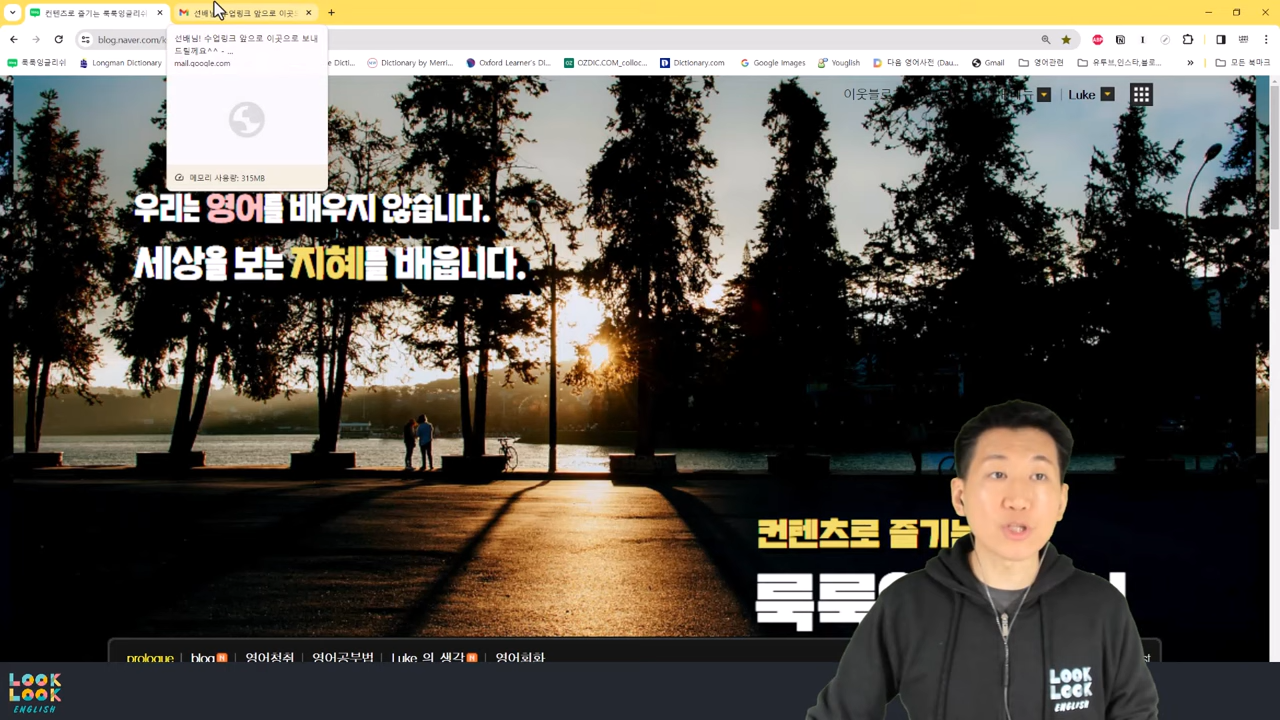 컨텐츠로 즐기는 룩룩잉글리쉬
선배님! 수업링크 앞으로 이곳
blog.naver.com/k
선배님! 수업링크 앞으로 이곳으로 보내
드릴께요^^ - ...
mail.google.com
메모리 사용량: 315MB
룩룩잉글리쉬
Longman Dictionary
Dictionary by Merri...
Oxford Learner's Di...
OZDIC.COM_colloc...
Dictionary.com
Google Images
Youglish
다음 영어사전 (Dau...
Gmail
영어관련
유투브,인스타,블로...
모든 북마크
이웃블로
Luke
우리는 영어를 배우지 않습니다.
세상을 보는 지혜를 배웁니다.
컨텐츠로 즐기는
룩룩
prologue blog N 영어청취 영어공부법 Luke 의 생각 N 영어회화
LOOK
LOOK
ENGLISH
LOOK
LOOK
ENGLISH